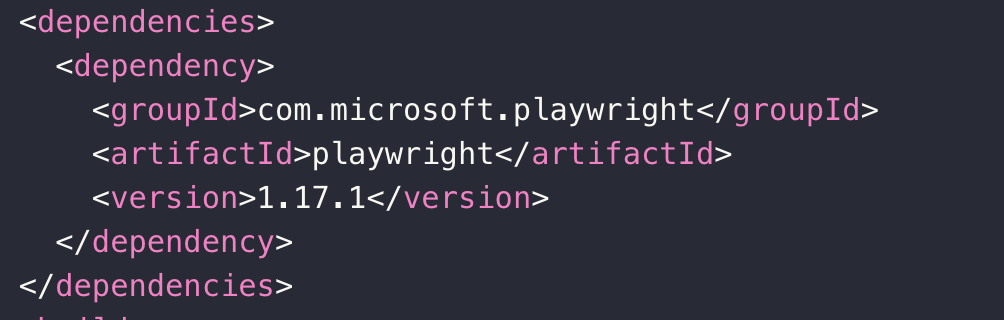 <dependencies>
<dependency>
<groupId>com.microsoft.playwright</groupId>
<artifactId>playwright</artifactId>
<version>1.17.1</version>
</dependency>
</dependencies>